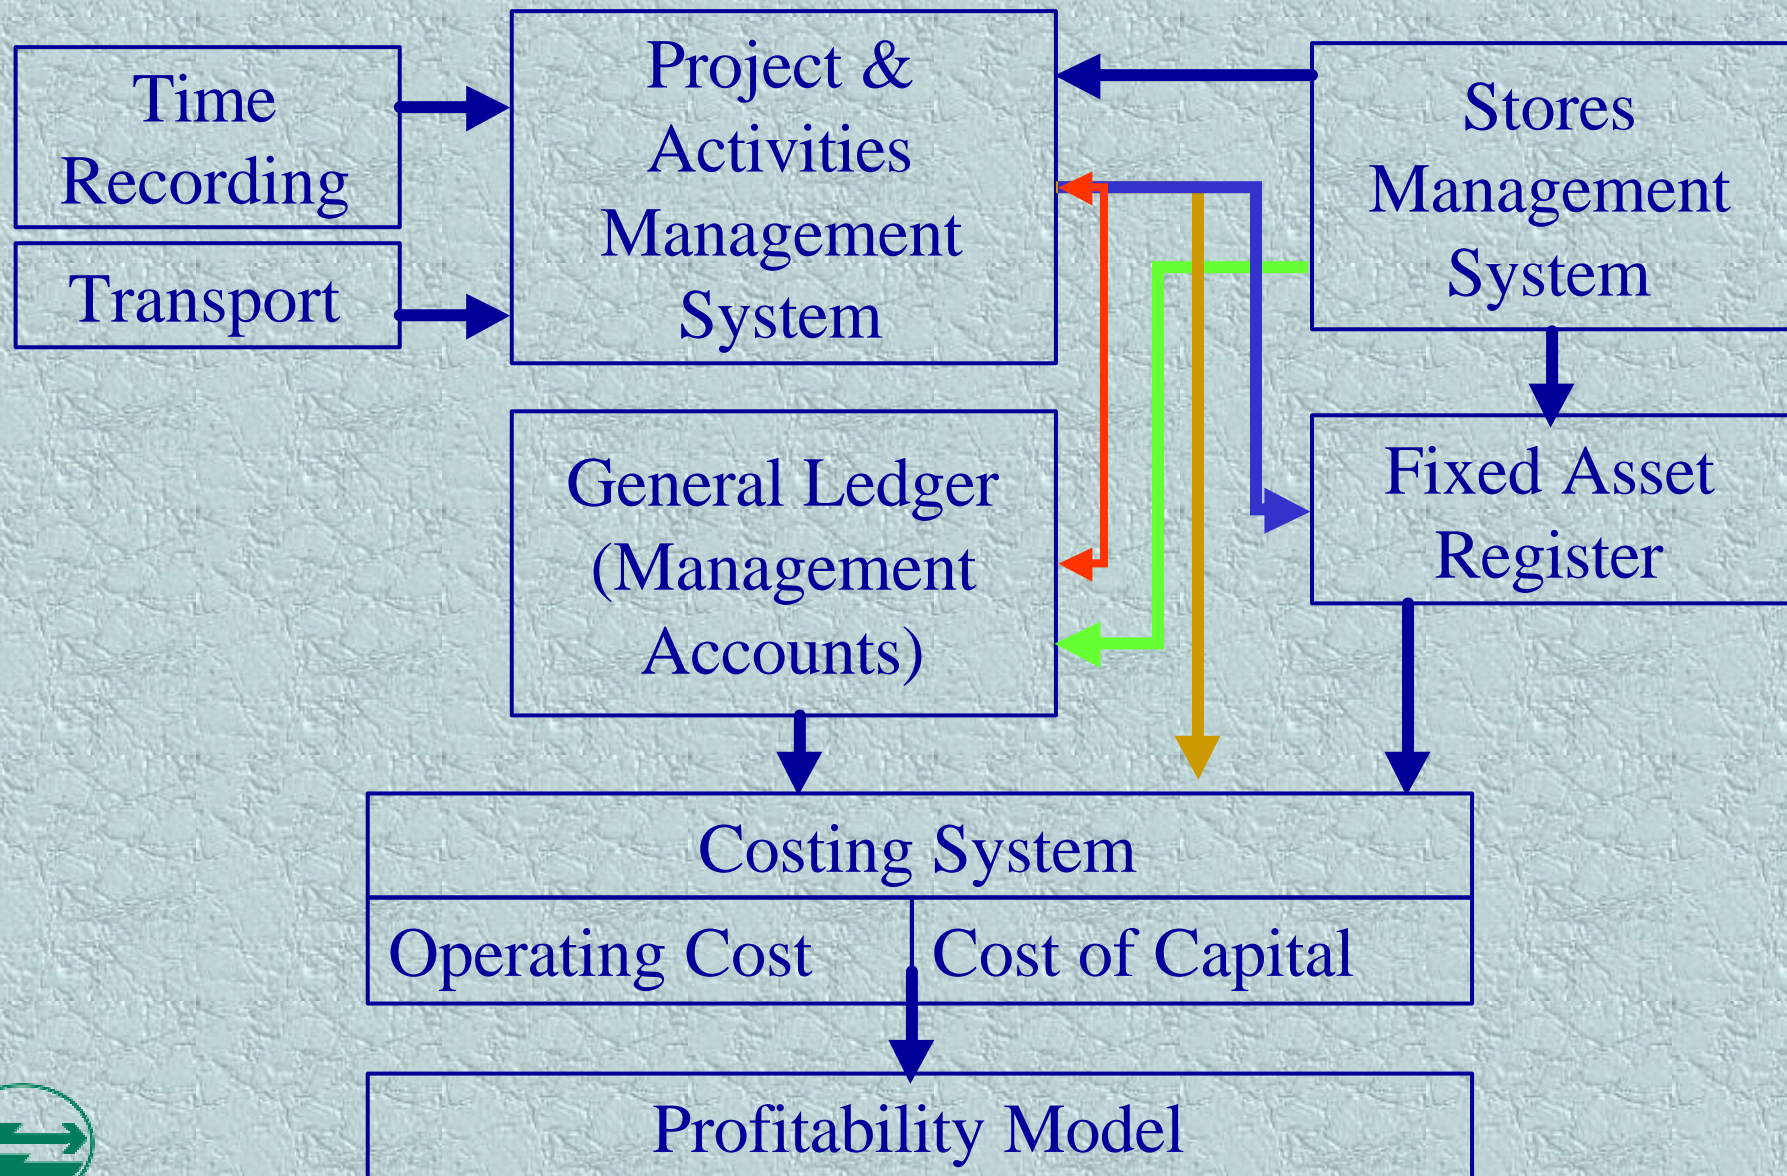 Time
Recording
Transport
Project &
Activities
Management
System
Stores
Management
System
General Ledger
(Management
Accounts)
Fixed Asset
Register
Costing System
Operating Cost
Cost of Capital
Profitability Model